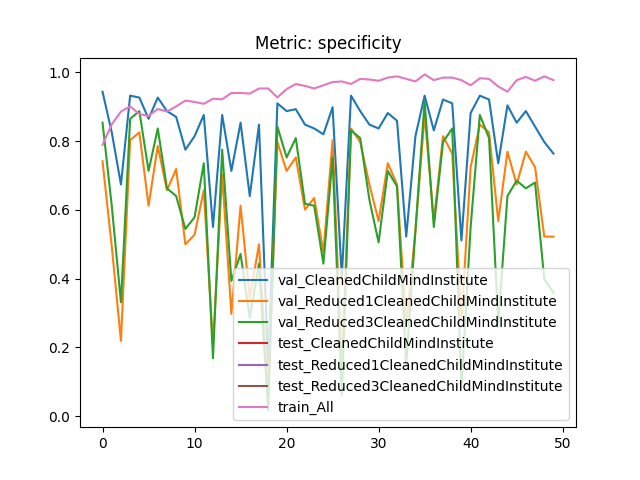 Metric: specificity
1.0
0.8
0.6
0.4
0.2
0.0
0
10
20
30
40
50
val_CleanedChildMindInstitute
val_Reduced1CleanedChildMindInstitute
val_Reduced3CleanedChildMindInstitute
test_CleanedChildMindInstitute
test_Reduced1CleanedChildMindInstitute
test_Reduced3CleanedChildMindInstitute
train_All